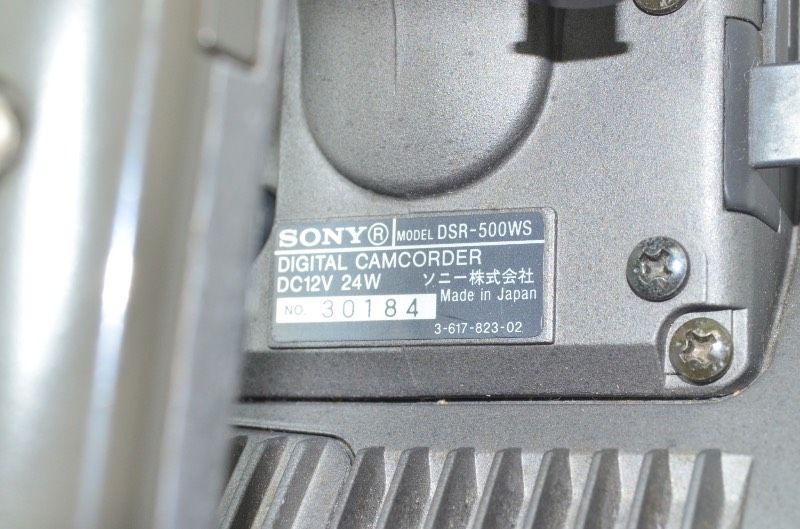 SONY® MODEL DSR-500WS
DIGITAL CAMCORDER
DC12V 24W ソニー株式会社
Made in Japan
NO. 30184
3-617-823-02